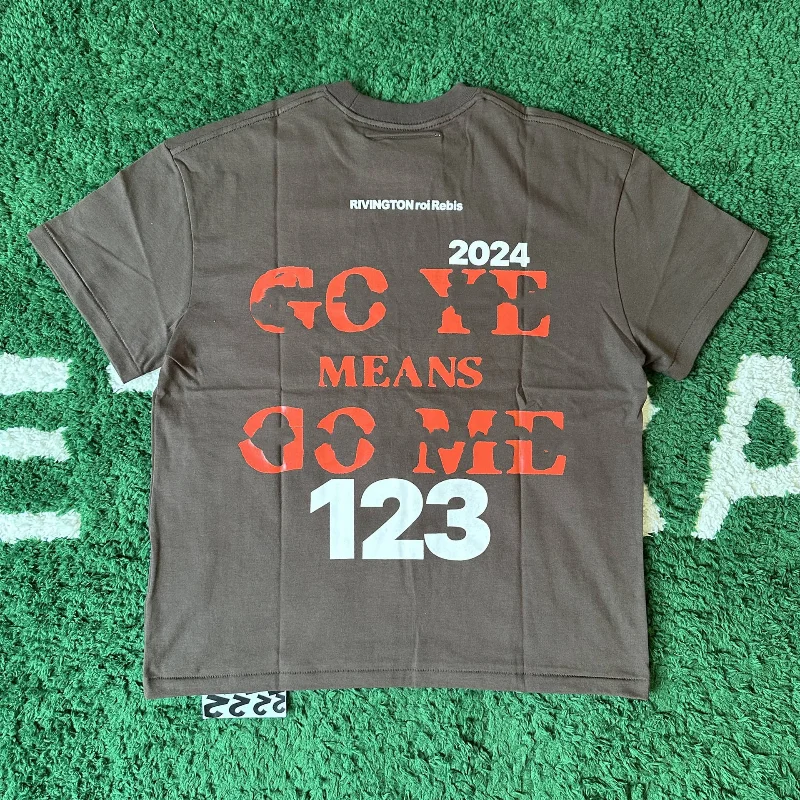 RIVINGTON roi Rebis
2024
GO YE
MEANS
GO ME
123